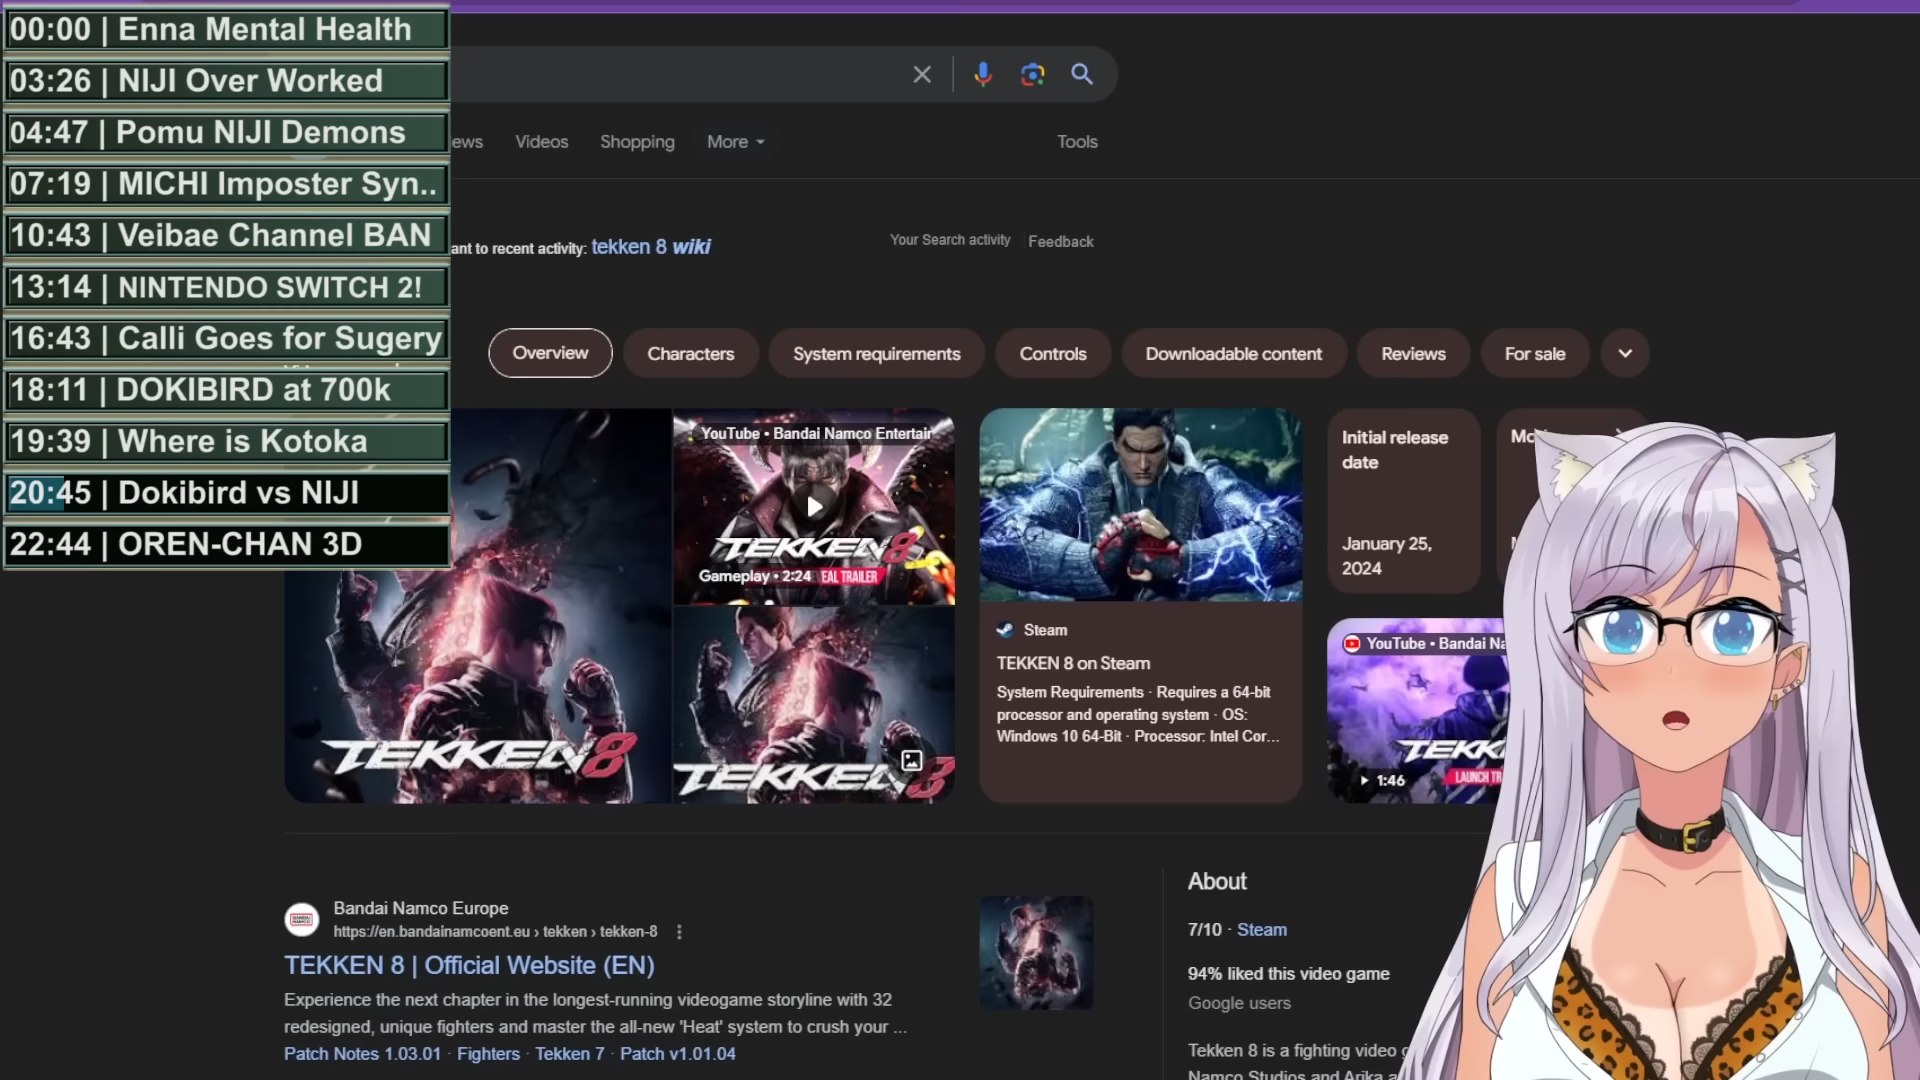 00:00 | Enna Mental Health
03:26 | NIJI Over Worked
04:47 | Pomu NIJI Demons
07:19 | MICHI Imposter Syn..
10:43 | Veibae Channel BAN
13:14 | NINTENDO SWITCH 2!
16:43 | Calli Goes for Sugery
18:11 | DOKIBIRD at 700k
19:39 | Where is Kotoka
20:45 | Dokibird vs NIJI
22:44 | OREN-CHAN 3D
ews Videos Shopping More Tools
ant to recent activity: tekken 8 wiki
Your Search activity Feedback
Overview Characters System requirements Controls Downloadable content Reviews For sale
TEKKEN 8
YouTube • Bandai Namco Entertain
TEKKEN 8
Gameplay • 2:24
EAL TRAILER
TEKKEN 8
Steam
TEKKEN 8 on Steam
System Requirements · Requires a 64-bit
processor and operating system · OS:
Windows 10 64-Bit · Processor: Intel Cor...
Initial release
date
January 25,
2024
YouTube • Bandai Na
TEKK
1:46
LAUNCH TR
Bandai Namco Europe
https://en.bandainamcoent.eu › tekken › tekken-8
TEKKEN 8 | Official Website (EN)
Experience the next chapter in the longest-running videogame storyline with 32
redesigned, unique fighters and master the all-new 'Heat' system to crush your ...
Patch Notes 1.03.01 · Fighters · Tekken 7 · Patch v1.01.04
About
7/10 · Steam
94% liked this video game
Google users
Tekken 8 is a fighting video
Namco Studios and Arika